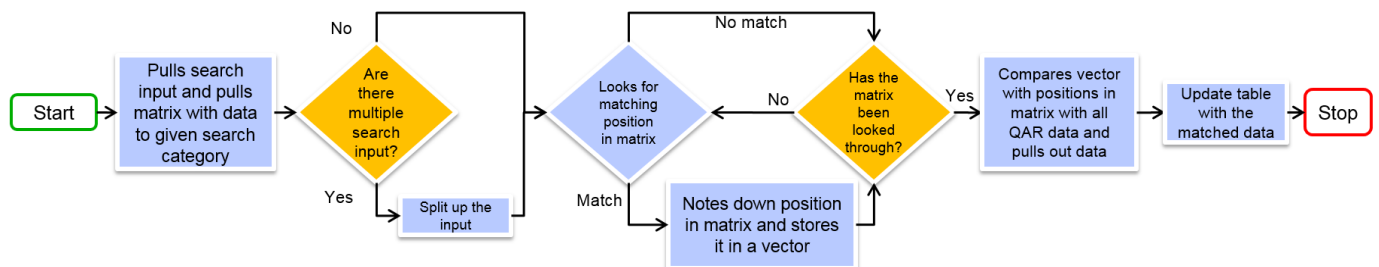 Start
Pulls search
input and pulls
matrix with data
to given search
category
No
Are
there
multiple
search
input?
Yes
Split up the
input
No match
Looks for
matching
position
in matrix
Match
Notes down position
in matrix and stores
it in a vector
No
Has the
matrix
been
looked
through?
Yes
Compares vector
with positions in
matrix with all
QAR data and
pulls out data
Update table
with the
matched data
Stop